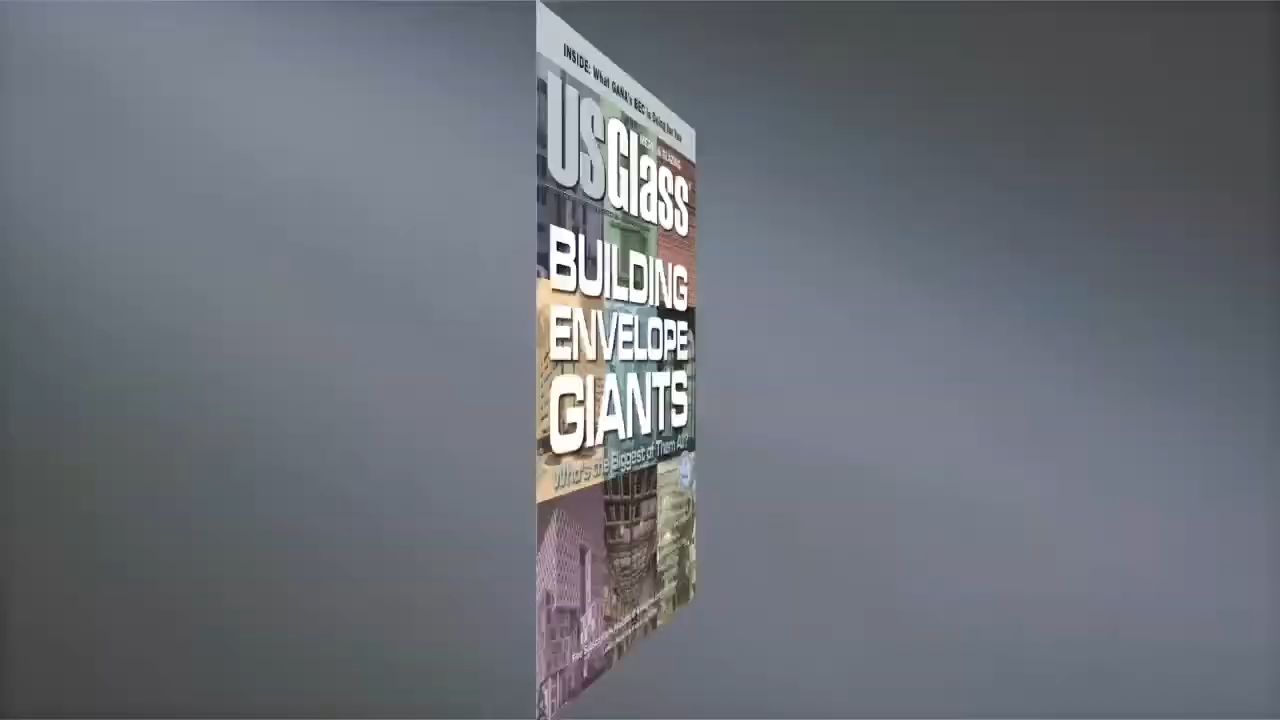 INSIDE: What GANA's BEC is Doing for You
USGlass
BUILDING
ENVELOPE
GIANTS
Who's the Biggest of Them All?